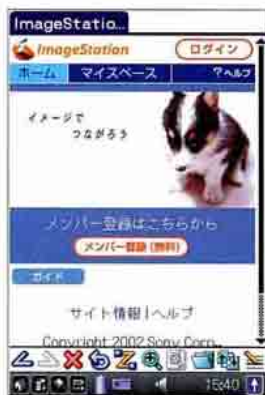 ImageStatio...
ImageStation
ログイン
ホーム
マイスペース
?ヘルプ
イメージで
つながろう
メンバー登録はこちらから
メンバー登録 (無料)
ガイド
サイト情報|ヘルプ
Copyright 2002 Sony Corp.
15:40